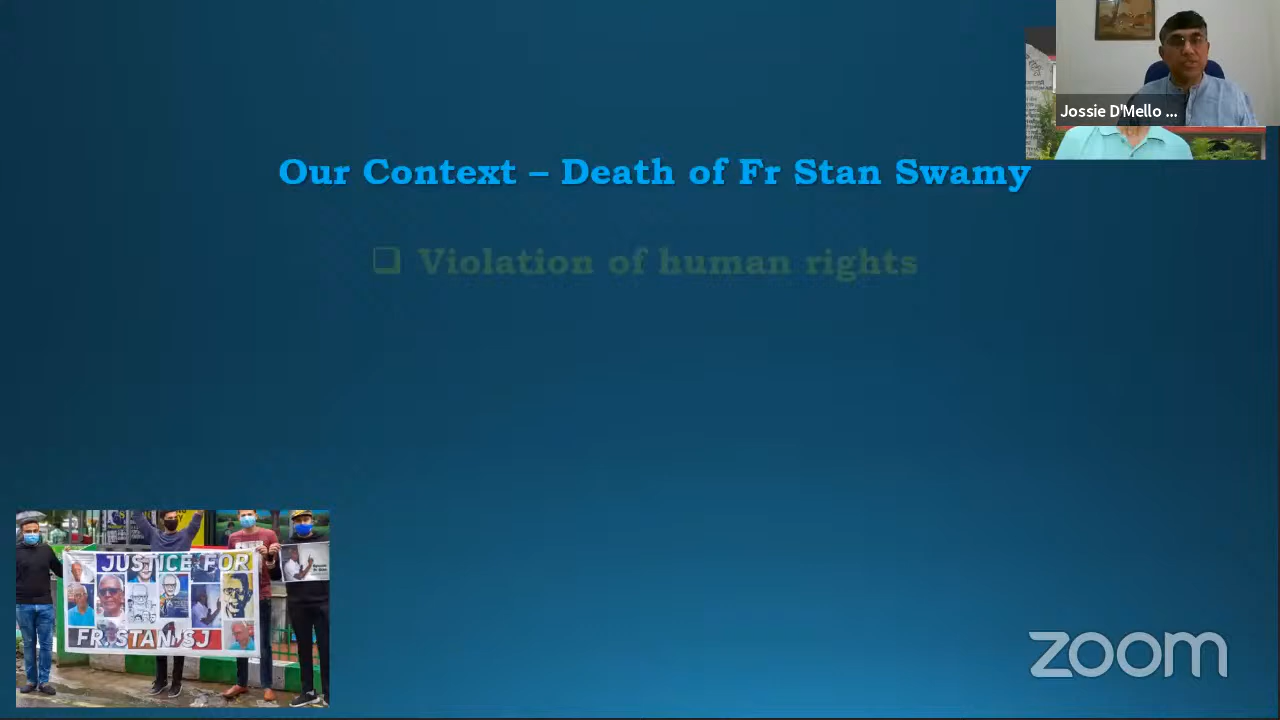 Jossie D'Mello ...
Our Context – Death of Fr Stan Swamy
❑ Violation of human rights
JUSTICE FOR
FR. STAN SJ
zoom